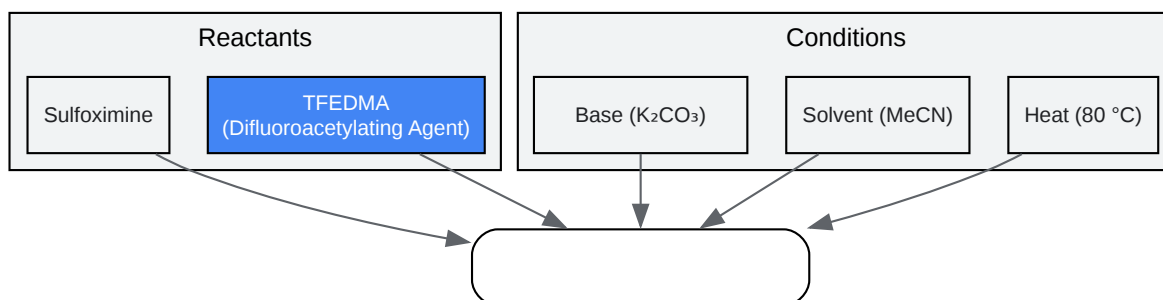 Reactants
Conditions
Sulfoximine
TFEDMA
(Difluoroacetylating Agent)
Base (K₂CO₃)
Solvent (MeCN)
Heat (80 °C)